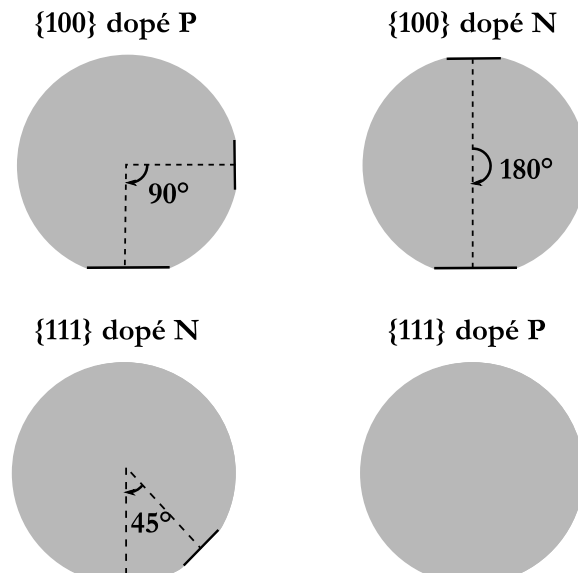 {100} dopé P
{100} dopé N
90°
180°
{111} dopé N
{111} dopé P
45°